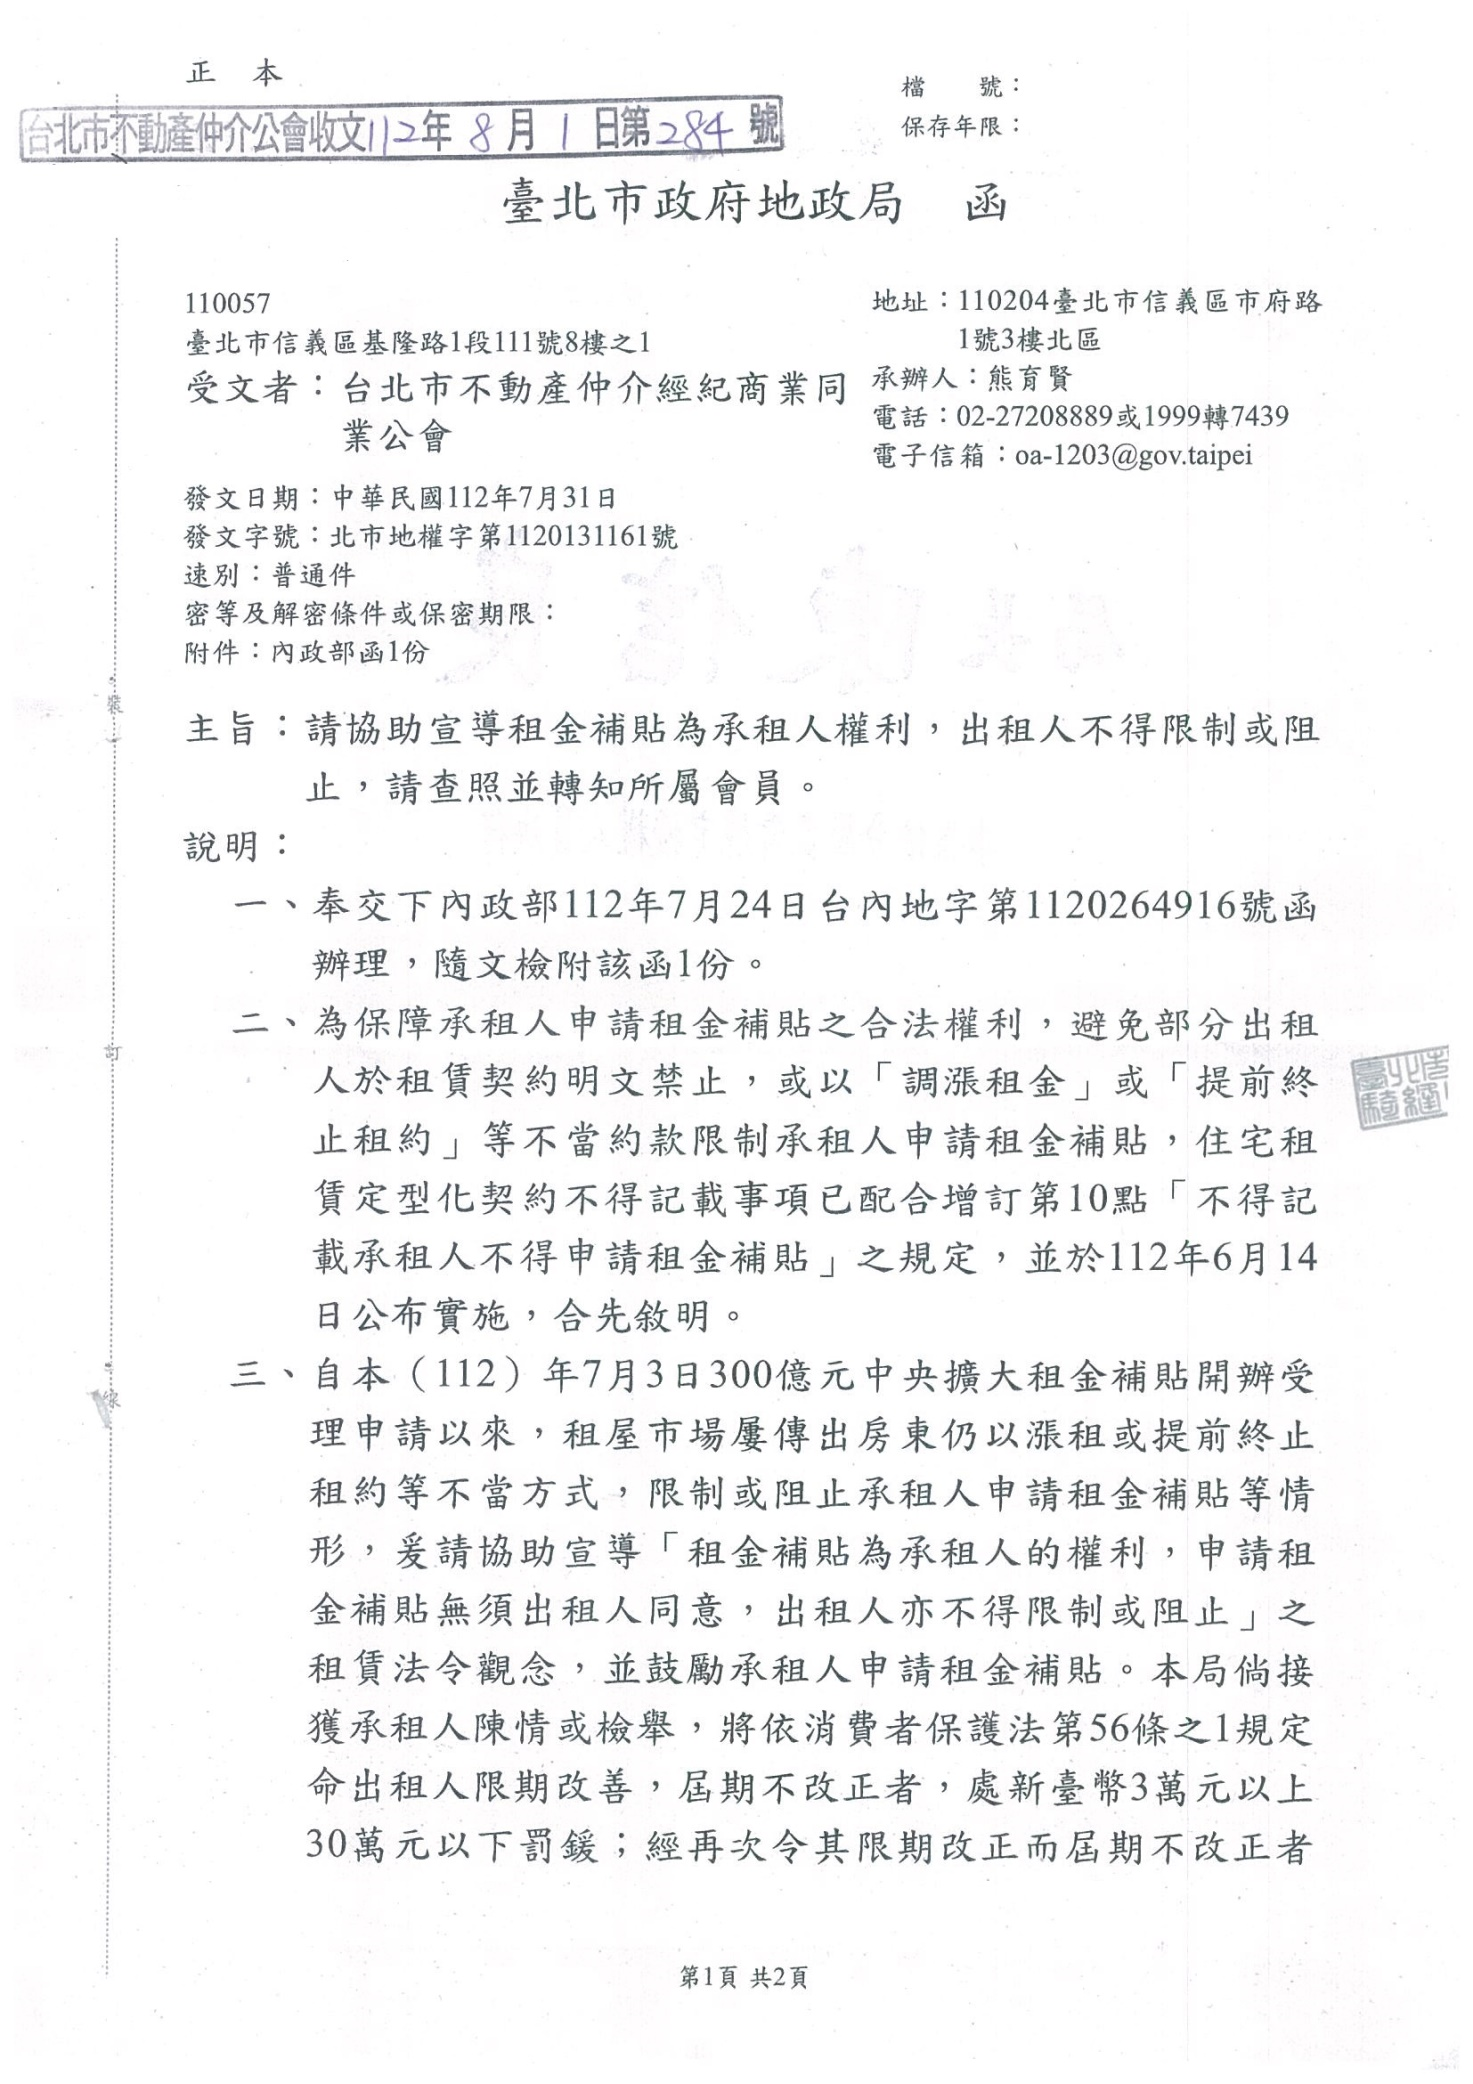 正 本
檔 號：
保存年限：
台北市不動產仲介公會收文112年8月1日第284號
臺北市政府地政局 函
110057
臺北市信義區基隆路1段111號8樓之1
受文者：台北市不動產仲介經紀商業同
業公會
地址：110204臺北市信義區市府路
1號3樓北區
承辦人：熊育賢
電話：02-27208889或1999轉7439
電子信箱：oa-1203@gov.taipei
發文日期：中華民國112年7月31日
發文字號：北市地權字第1120131161號
速別：普通件
密等及解密條件或保密期限：
附件：內政部函1份
主旨：請協助宣導租金補貼為承租人權利，出租人不得限制或阻
止，請查照並轉知所屬會員。
說明：
一、奉交下內政部112年7月24日台內地字第1120264916號函
辦理，隨文檢附該函1份。
二、為保障承租人申請租金補貼之合法權利，避免部分出租
人於租賃契約明文禁止，或以「調漲租金」或「提前終
止租約」等不當約款限制承租人申請租金補貼，住宅租
賃定型化契約不得記載事項已配合增訂第10點「不得記
載承租人不得申請租金補貼」之規定，並於112年6月14
日公布實施，合先敘明。
三、自本（112）年7月3日300億元中央擴大租金補貼開辦受
理申請以來，租屋市場屢傳出房東仍以漲租或提前終止
租約等不當方式，限制或阻止承租人申請租金補貼等情
形，爰請協助宣導「租金補貼為承租人的權利，申請租
金補貼無須出租人同意，出租人亦不得限制或阻止」之
租賃法令觀念，並鼓勵承租人申請租金補貼。本局倘接
獲承租人陳情或檢舉，將依消費者保護法第56條之1規定
命出租人限期改善，屆期不改正者，處新臺幣3萬元以上
30萬元以下罰鍰；經再次令其限期改正而屆期不改正者
裝
訂
線
第1頁 共2頁